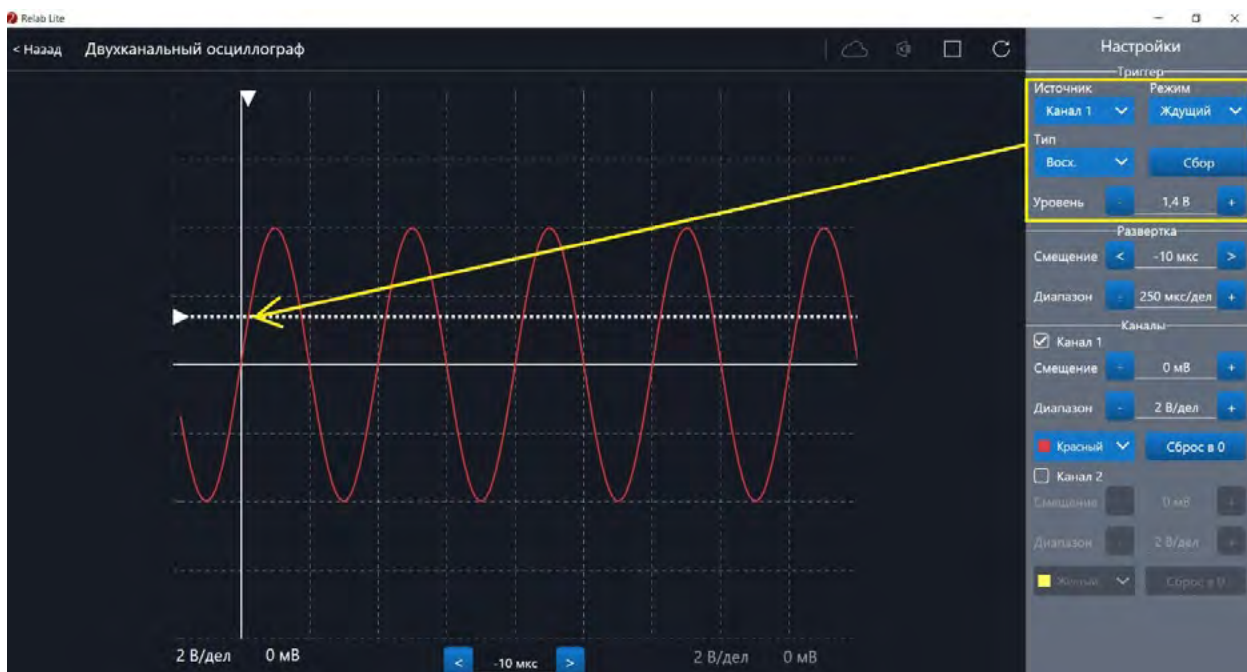 Relab Lite
< Назад Двухканальный осциллограф
Настройки
Триггер
Источник Режим
Канал 1 Ждущий
Тип
Восх. Сбор
Уровень - 1,4 В +
Развертка
Смещение < -10 мкс >
Диапазон - 250 мкс/дел +
Каналы
Канал 1
Смещение - 0 мВ +
Диапазон - 2 В/дел +
Красный Сброс в 0
Канал 2
Смещение 0 мВ +
Диапазон 2 В/дел +
Желтый Сброс в 0
2 В/дел 0 мВ < -10 мкс > 2 В/дел 0 мВ